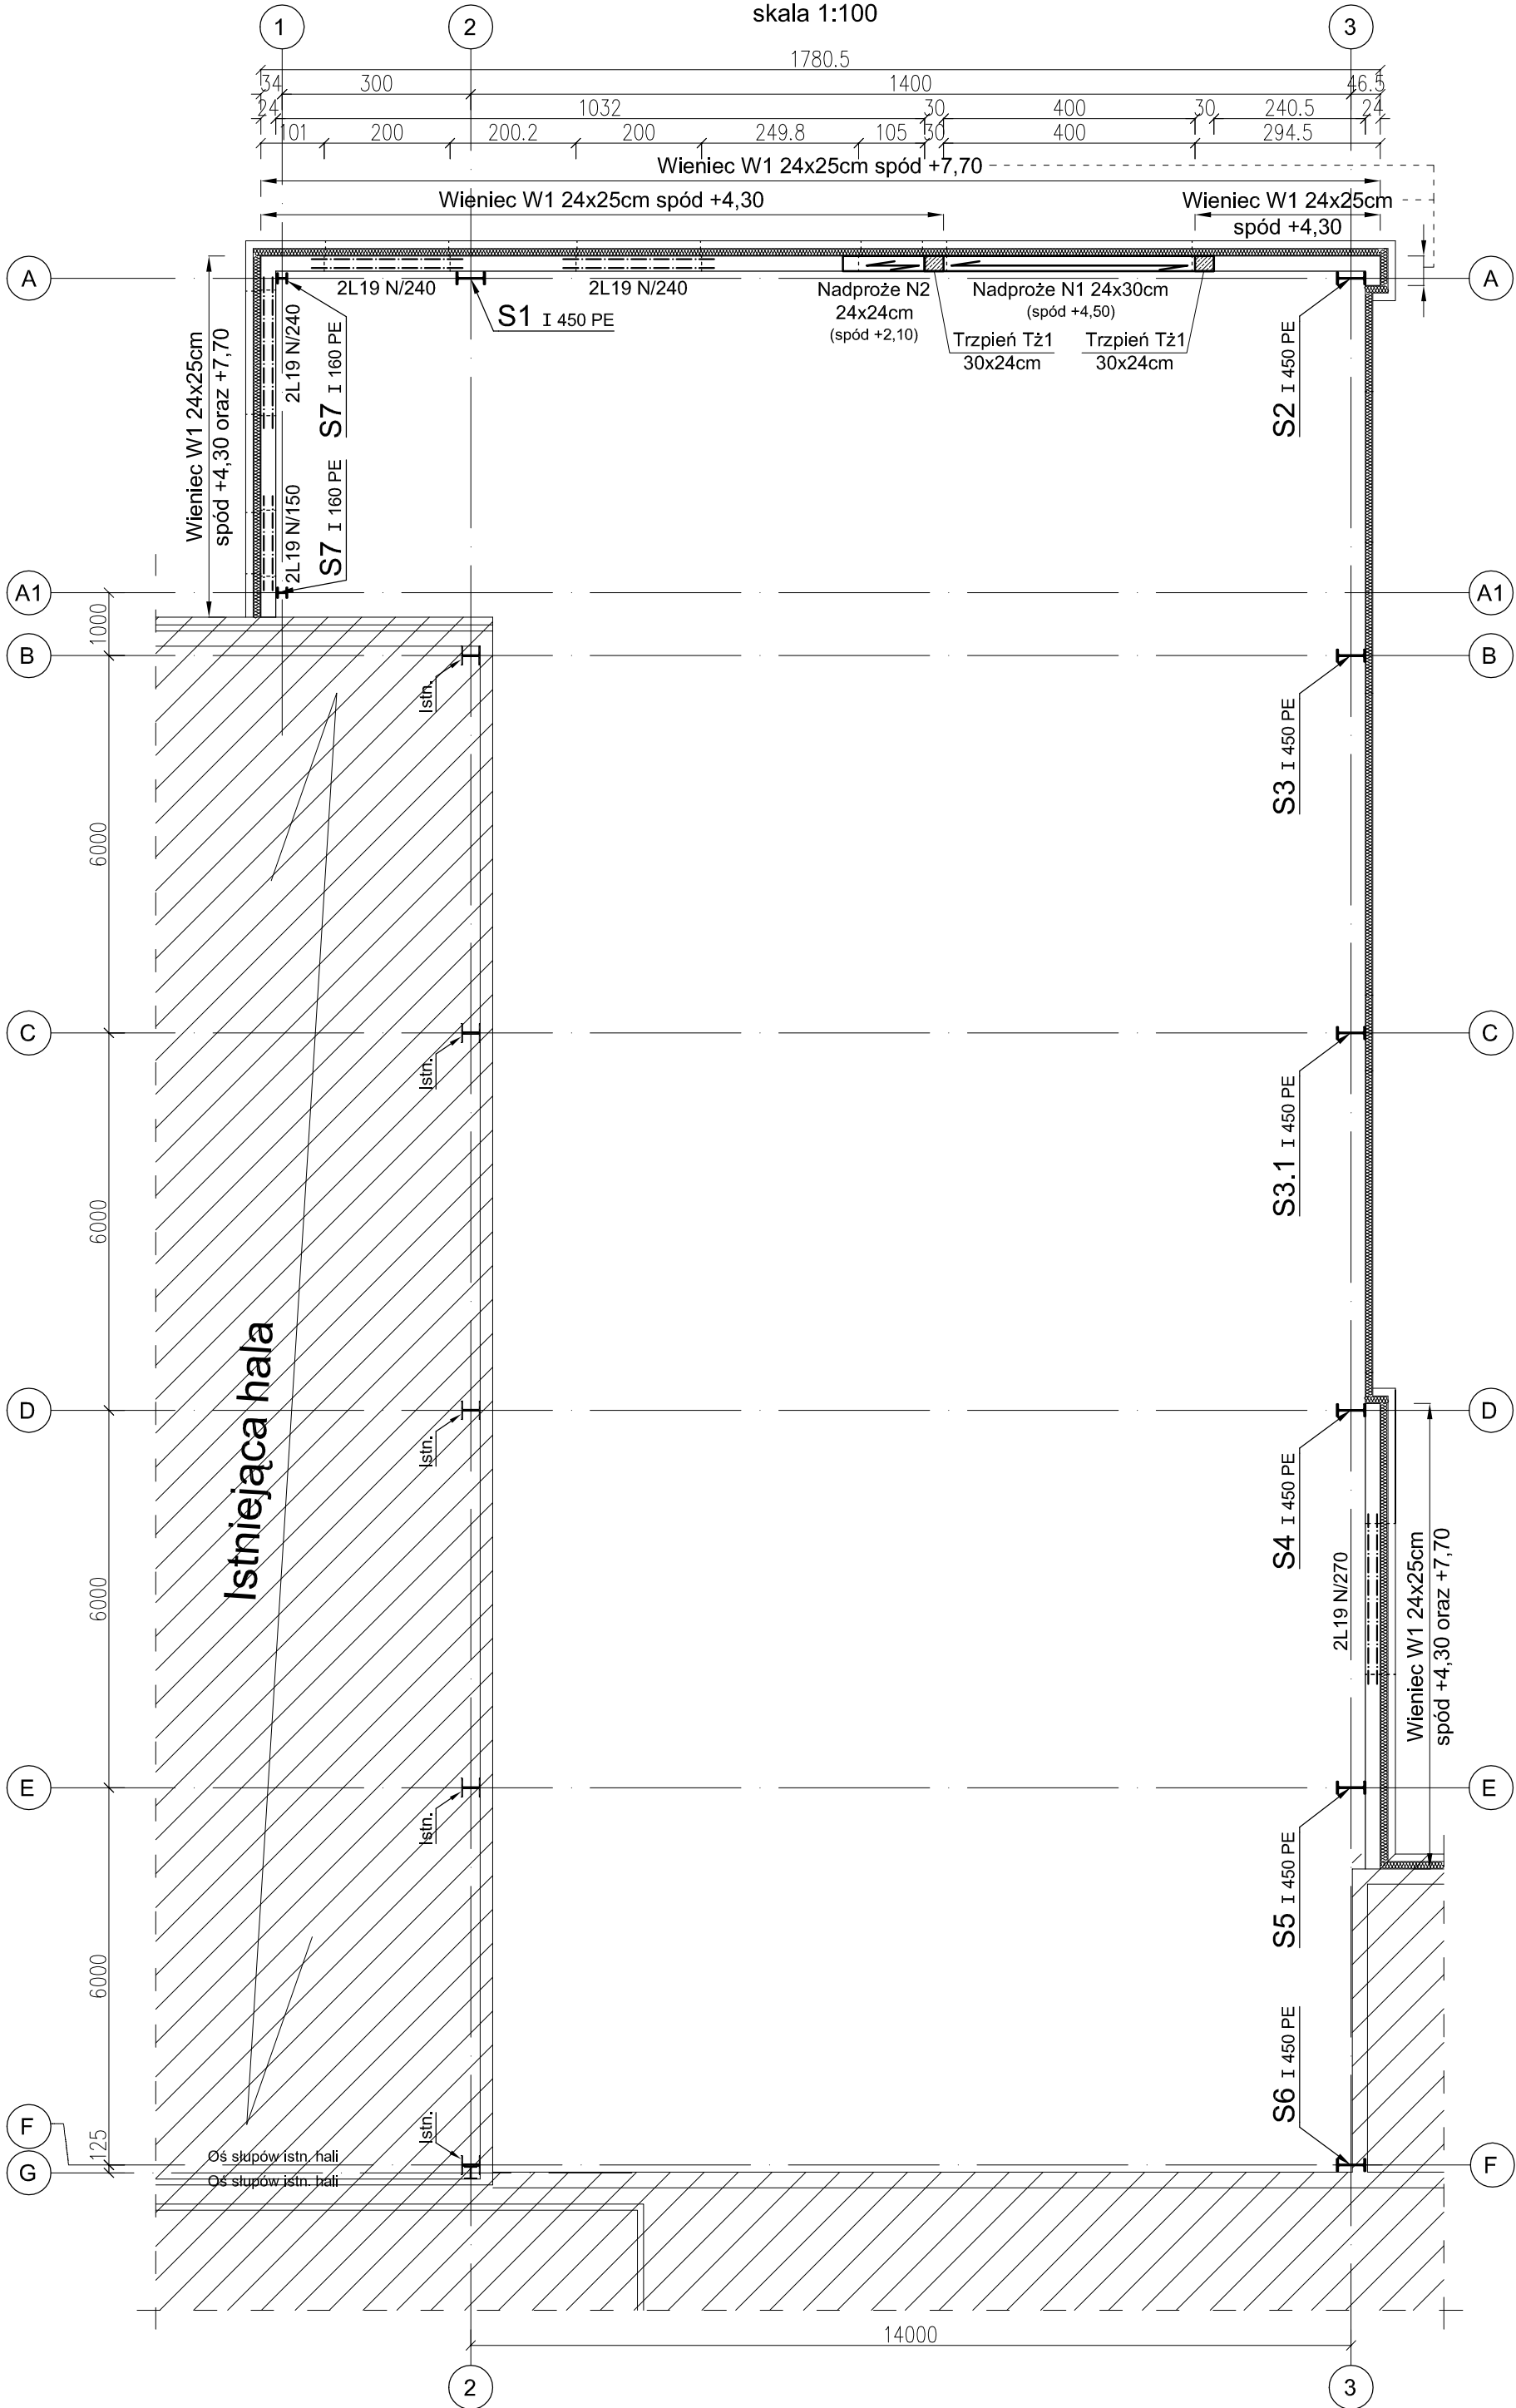 skala 1:100
1
2
3
1780.5
34
300
1400
46.5
24
1032
30
400
30
240.5
24
101
200
200.2
200
249.8
105
30
400
294.5
Wieniec W1 24x25cm spód +7,70
Wieniec W1 24x25cm spód +4,30
Wieniec W1 24x25cm
spód +4,30
A
A
2L19 N/240
2L19 N/240
S1 I 450 PE
Nadproże N2
24x24cm
(spód +2,10)
Nadproże N1 24x30cm
(spód +4,50)
Trzpień Tż1
30x24cm
Trzpień Tż1
30x24cm
Wieniec W1 24x25cm
spód +4,30 oraz +7,70
2L19 N/240
S7 I 160 PE
S2 I 450 PE
2L19 N/150
S7 I 160 PE
A1
A1
1000
B
B
Istn.
S3 I 450 PE
6000
C
C
Istn.
S3.1 I 450 PE
6000
Istniejąca hala
D
D
Istn.
S4 I 450 PE
6000
2L19 N/270
Wieniec W1 24x25cm
spód +4,30 oraz +7,70
E
E
Istn.
S5 I 450 PE
6000
S6 I 450 PE
F
Istn.
125
Oś słupów istn. hali
G
Oś słupów istn. hali
F
14000
2
3